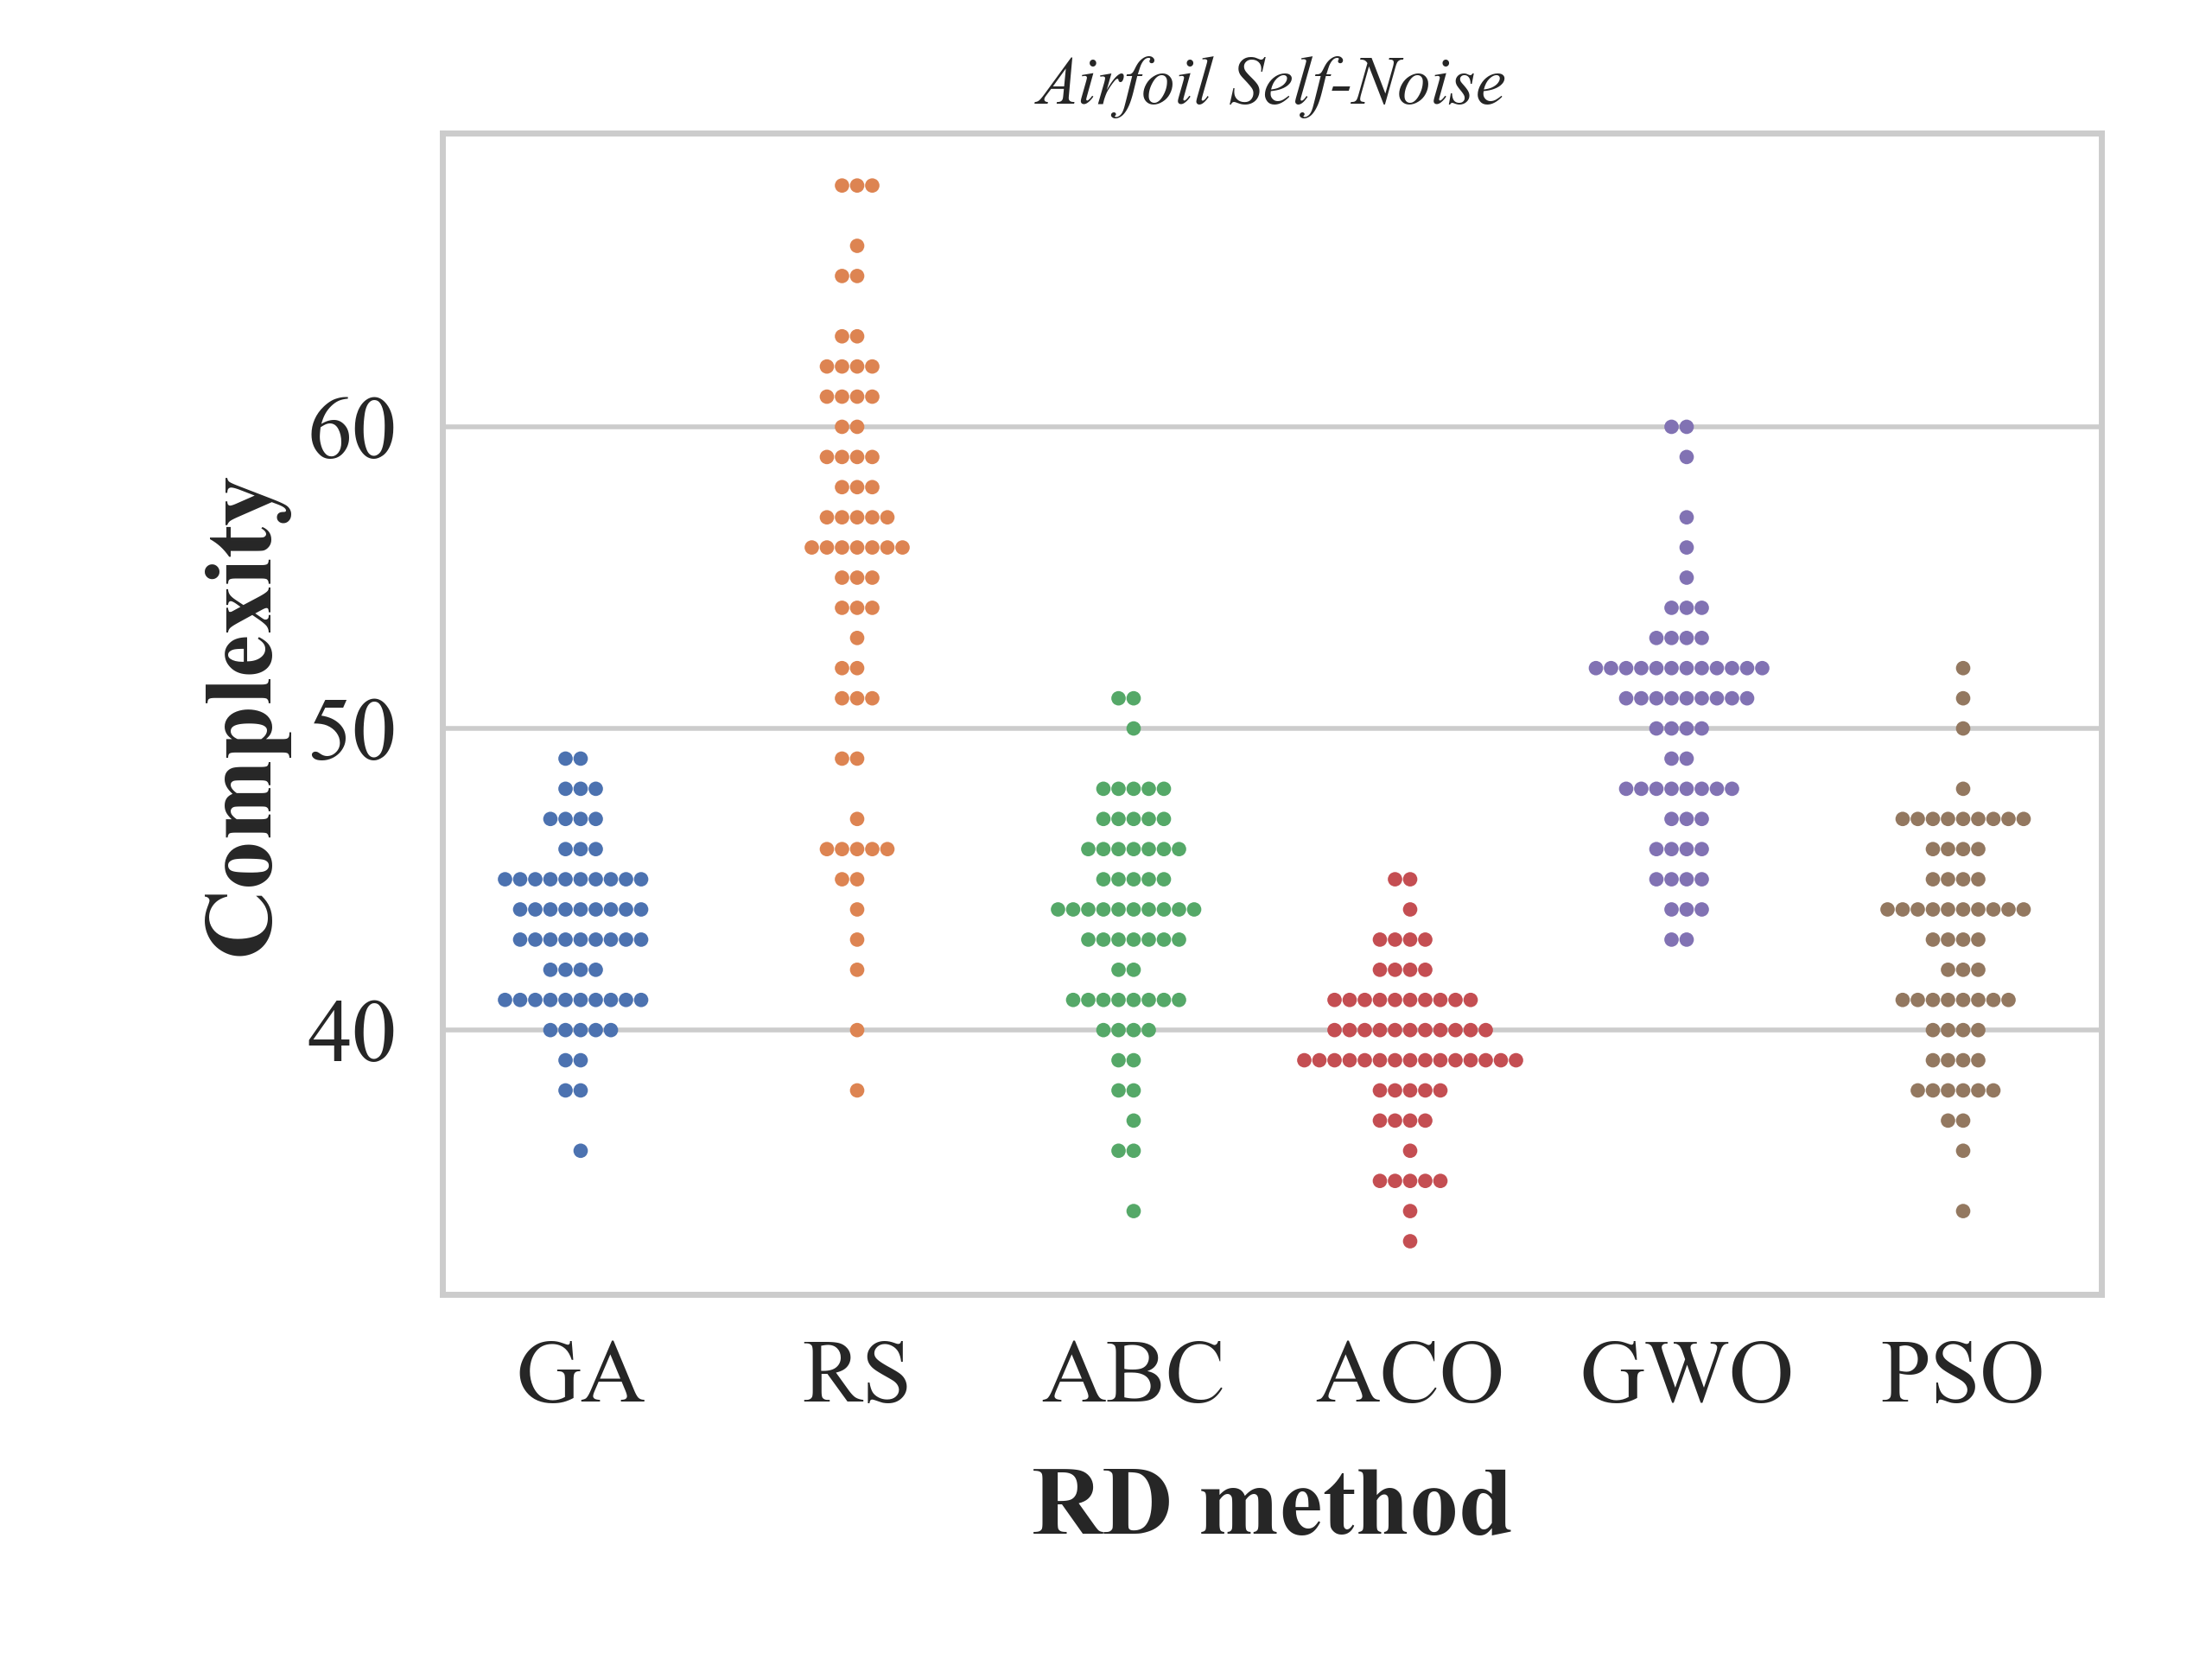 Airfoil Self-Noise
Complexity
60
50
40
GA RS ABC ACO GWO PSO
RD method